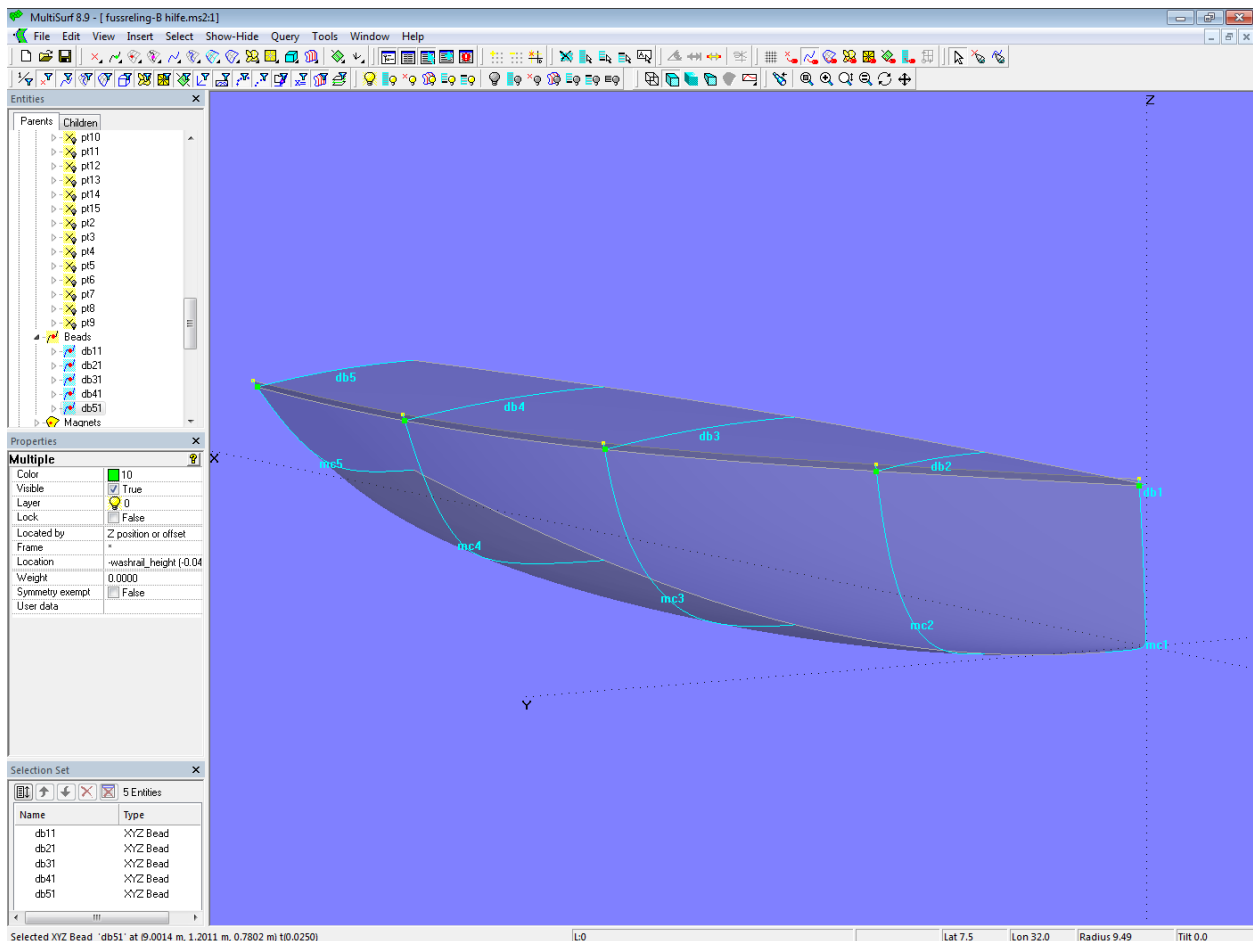 MultiSurf 8.9 - [ fussreling-B hilfe.ms2:1]
File Edit View Insert Select Show-Hide Query Tools Window Help
Entities
Parents Children
pt10
pt11
pt12
pt13
pt14
pt15
pt2
pt3
pt4
pt5
pt6
pt7
pt8
pt9
Beads
db11
db21
db31
db41
db51
Magnets
Properties
Multiple
Color 10
Visible True
Layer 0
Lock False
Located by Z position or offset
Frame *
Location -washrail_height (-0.04
Weight 0.0000
Symmetry exempt False
User data
Selection Set
5 Entities
Name Type
db11 XYZ Bead
db21 XYZ Bead
db31 XYZ Bead
db41 XYZ Bead
db51 XYZ Bead
Z
db5
db4
db3
db2
db1
X
mc5
mc4
mc3
mc2
mc1
Y
Selected XYZ Bead 'db51' at (9.0014 m, 1.2011 m, 0.7802 m) t(0.0250)
L:0
Lat 7.5 Lon 32.0 Radius 9.49 Tilt 0.0